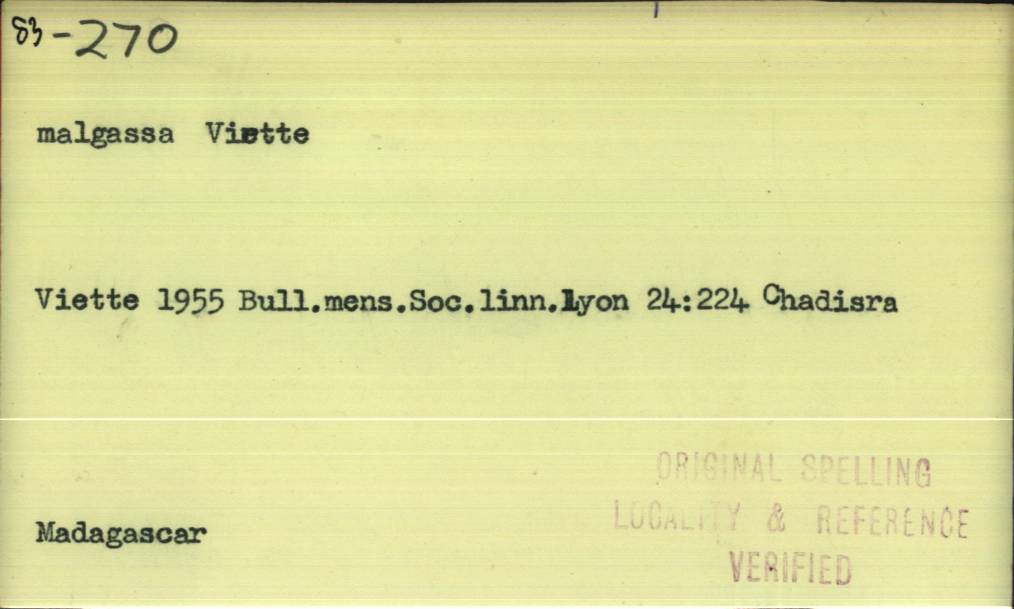 83-270
malgassa Viette
Viette 1955 Bull.mens.Soc.linn.Lyon 24:224 Chadisra
ORIGINAL SPELLING
LOCALITY & REFERENCE
VERIFIED
Madagascar